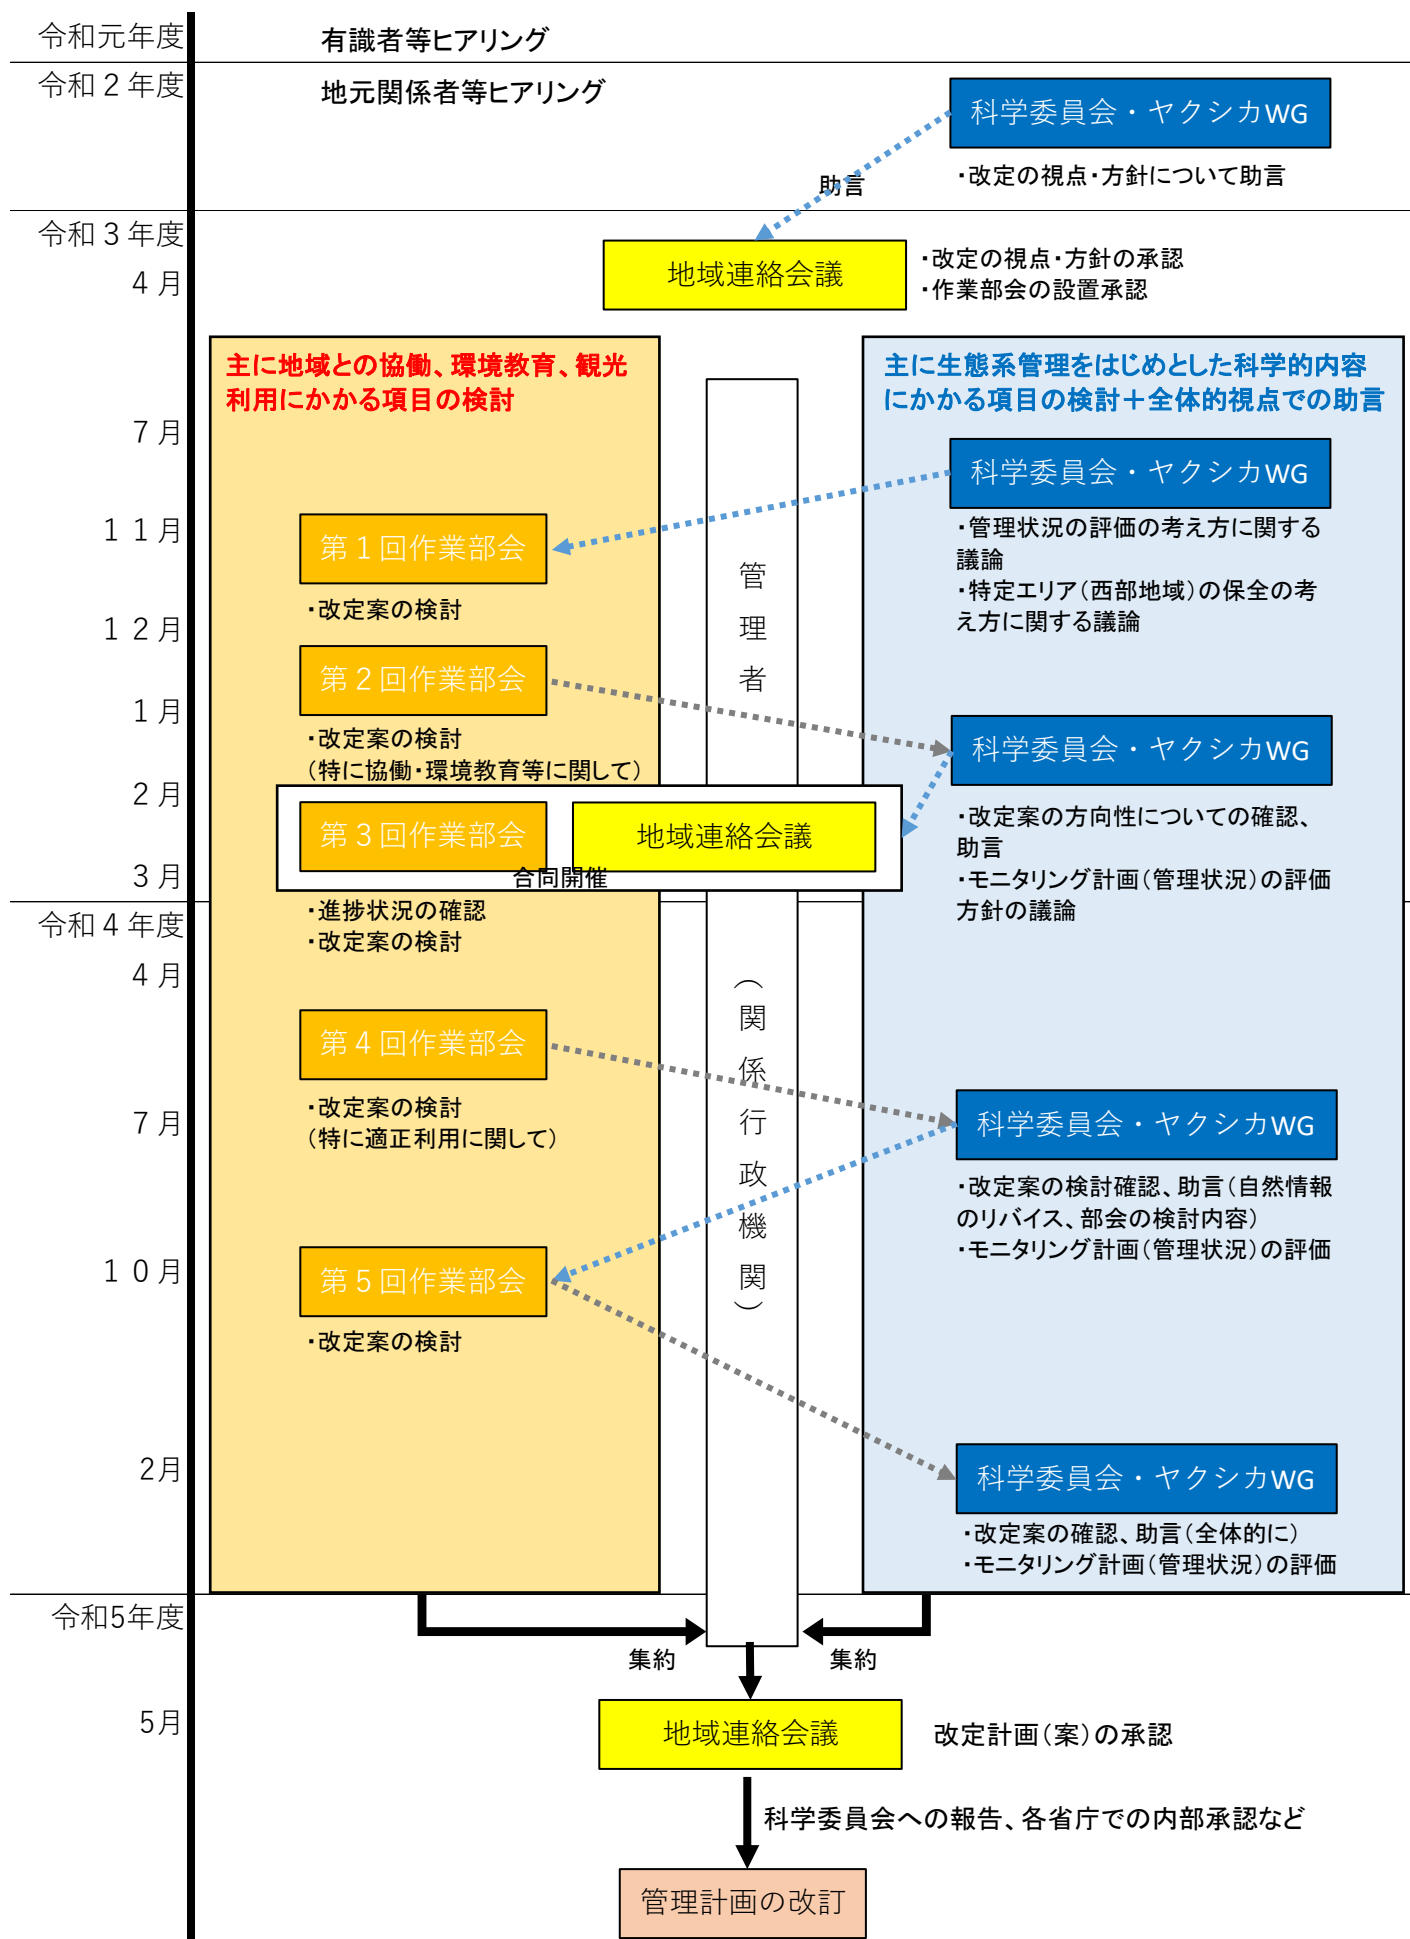 令和元年度
有識者等ヒアリング
令和２年度
地元関係者等ヒアリング
科学委員会・ヤクシカWG
・改定の視点・方針について助言
助言
令和３年度
４月
地域連絡会議
・改定の視点・方針の承認
・作業部会の設置承認
主に地域との協働、環境教育、観光
利用にかかる項目の検討
主に生態系管理をはじめとした科学的内容
にかかる項目の検討＋全体的視点での助言
７月
科学委員会・ヤクシカWG
・管理状況の評価の考え方に関する
議論
・特定エリア（西部地域）の保全の考
え方に関する議論
１１月
第１回作業部会
・改定案の検討
管理者
１２月
第２回作業部会
・改定案の検討
（特に協働・環境教育等に関して）
１月
科学委員会・ヤクシカWG
・改定案の方向性についての確認、
助言
・モニタリング計画（管理状況）の評価
方針の議論
２月
第３回作業部会
地域連絡会議
合同開催
３月
・進捗状況の確認
・改定案の検討
令和４年度
４月
（関係行政機関）
第４回作業部会
・改定案の検討
（特に適正利用に関して）
７月
科学委員会・ヤクシカWG
・改定案の検討確認、助言（自然情報
のリバイス、部会の検討内容）
・モニタリング計画（管理状況）の評価
１０月
第５回作業部会
・改定案の検討
2月
科学委員会・ヤクシカWG
・改定案の確認、助言（全体的に）
・モニタリング計画（管理状況）の評価
令和5年度
集約
集約
5月
地域連絡会議
改定計画（案）の承認
科学委員会への報告、各省庁での内部承認など
管理計画の改訂